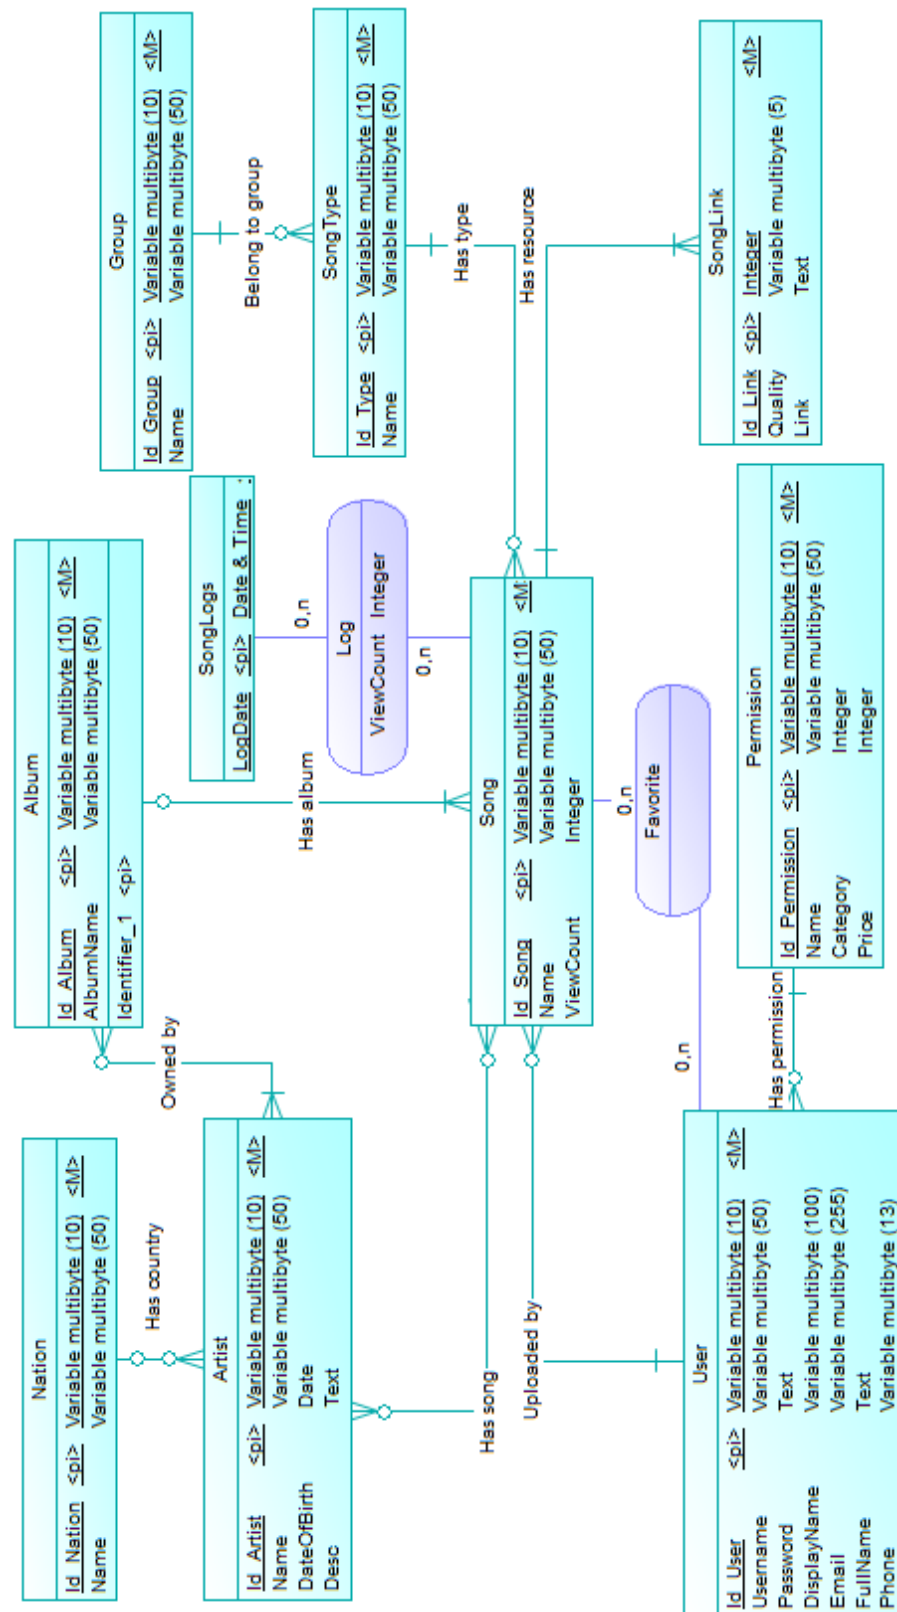 Nation
Id_Nation <pi> Variable multibyte (10) <M>
Name Variable multibyte (50)
Has country
Artist
Id_Artist <pi> Variable multibyte (10) <M>
Name Variable multibyte (50)
DateOfBirth Date
Desc Text
Owned by
Album
Id_Album <pi> Variable multibyte (10) <M>
AlbumName Variable multibyte (50)
Identifier_1 <pi>
Has album
SongLogs
LogDate <pi> Date & Time
0,n
Log
ViewCount Integer
0,n
Group
Id_Group <pi> Variable multibyte (10) <M>
Name Variable multibyte (50)
Belong to group
SongType
Id_Type <pi> Variable multibyte (10) <M>
Name Variable multibyte (50)
Has type
Has resource
Has song
Uploaded by
Song
Id_Song <pi> Variable multibyte (10) <M
Name Variable multibyte (50)
ViewCount Integer
0,n
Favorite
0,n
SongLink
Id_Link <pi> Integer <M>
Quality Variable multibyte (5)
Link Text
User
Id_User <pi> Variable multibyte (10) <M>
Username Variable multibyte (50)
Password Text
DisplayName Variable multibyte (100)
Email Variable multibyte (255)
FullName Text
Phone Variable multibyte (13)
Has permission
Permission
Id_Permission <pi> Variable multibyte (10) <M>
Name Variable multibyte (50)
Category Integer
Price Integer